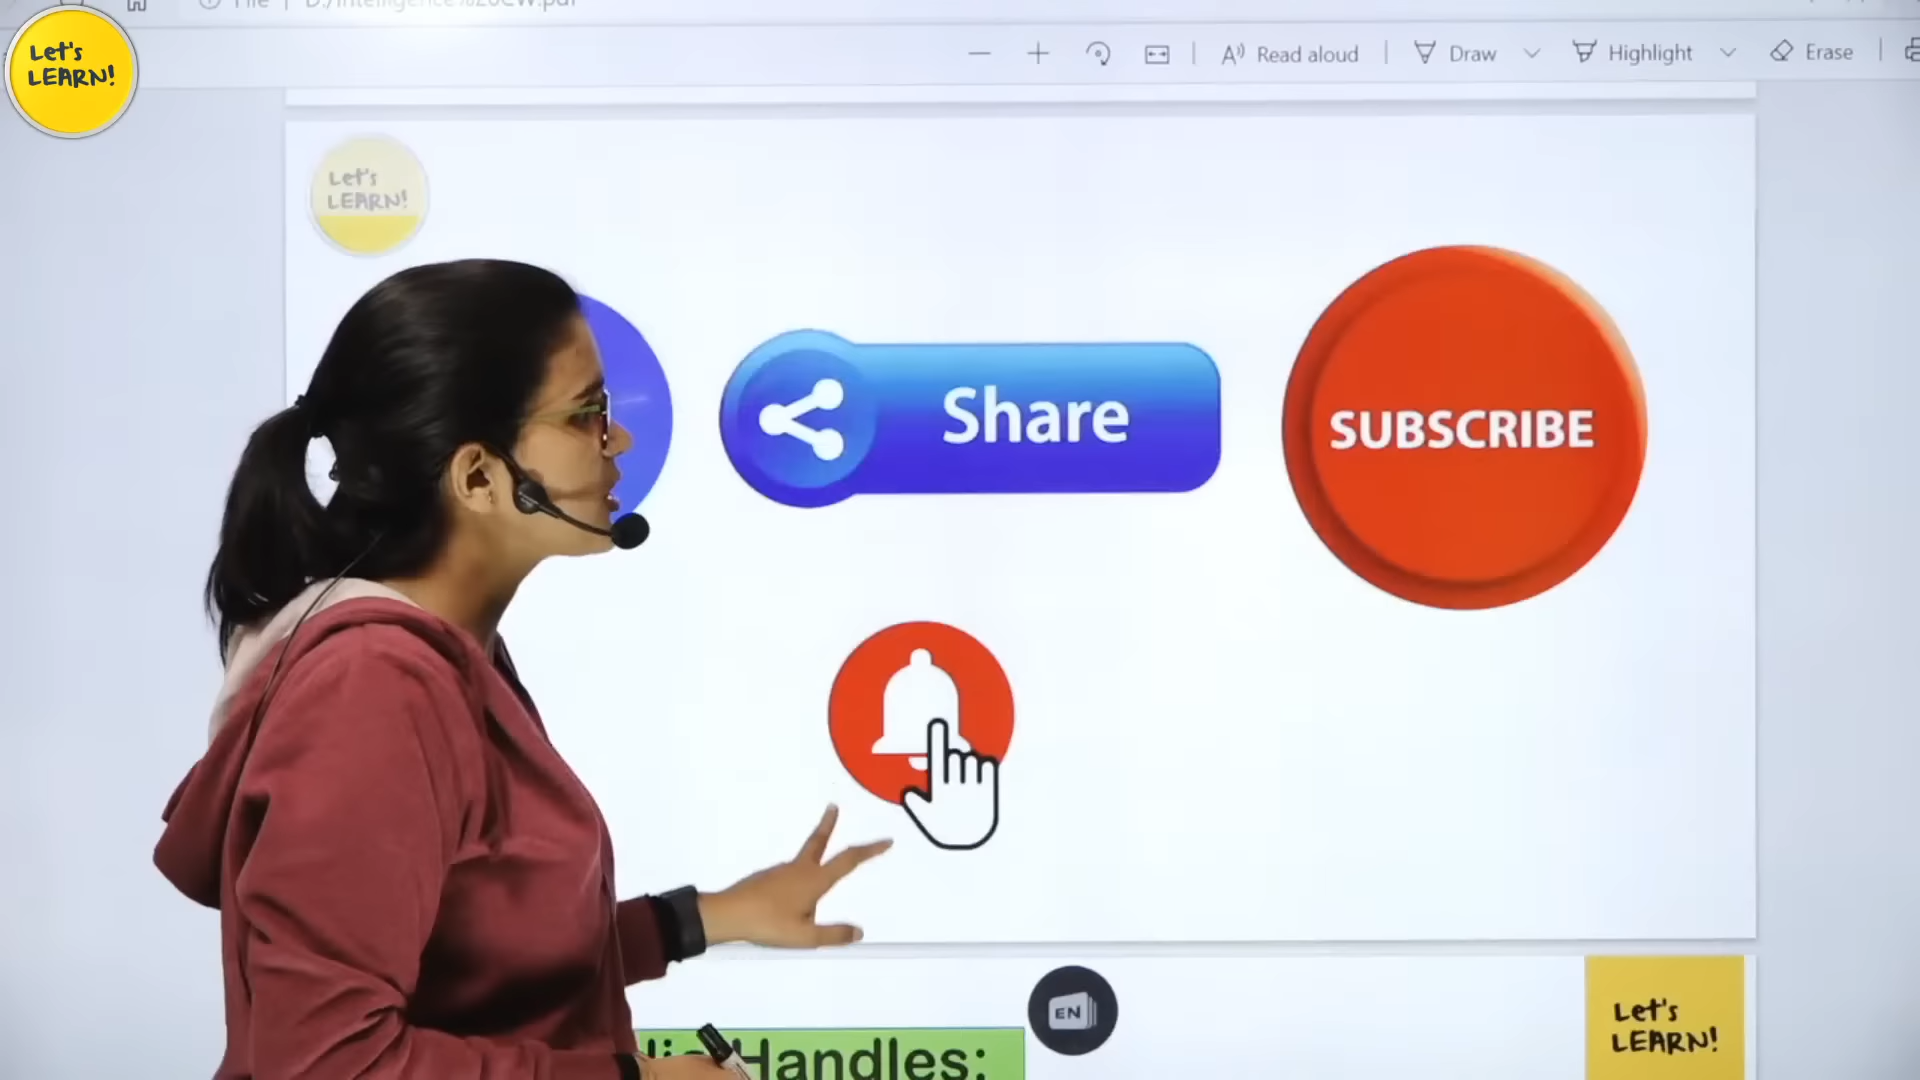 Let's
LEARN!
Read aloud
Draw
Highlight
Erase
Let's
LEARN!
Share
SUBSCRIBE
EN
Handles:
Let's
LEARN!